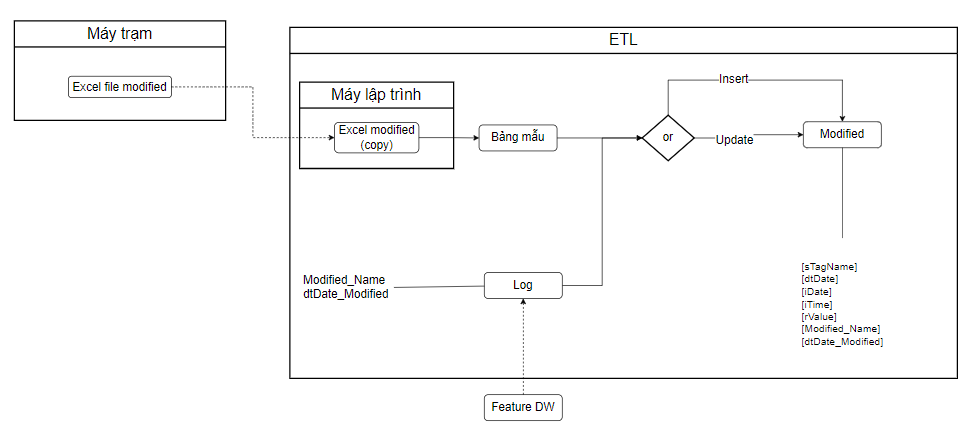 Máy trạm
Excel file modified
ETL
Máy lập trình
Excel modified
(copy)
Bảng mẫu
or
Insert
Update
Modified
Modified_Name
dtDate_Modified
Log
[sTagName]
[dtDate]
[iDate]
[iTime]
[rValue]
[Modified_Name]
[dtDate_Modified]
Feature DW